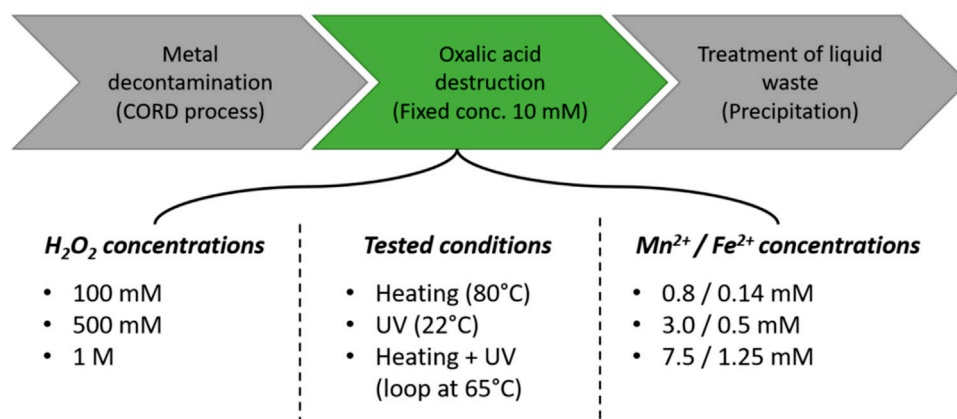 Metal
decontamination
(CORD process)
Oxalic acid
destruction
(Fixed conc. 10 mM)
Treatment of liquid
waste
(Precipitation)
H₂O₂ concentrations
• 100 mM
• 500 mM
• 1 M
Tested conditions
• Heating (80°C)
• UV (22°C)
• Heating + UV
(loop at 65°C)
Mn²⁺ / Fe²⁺ concentrations
• 0.8 / 0.14 mM
• 3.0 / 0.5 mM
• 7.5 / 1.25 mM